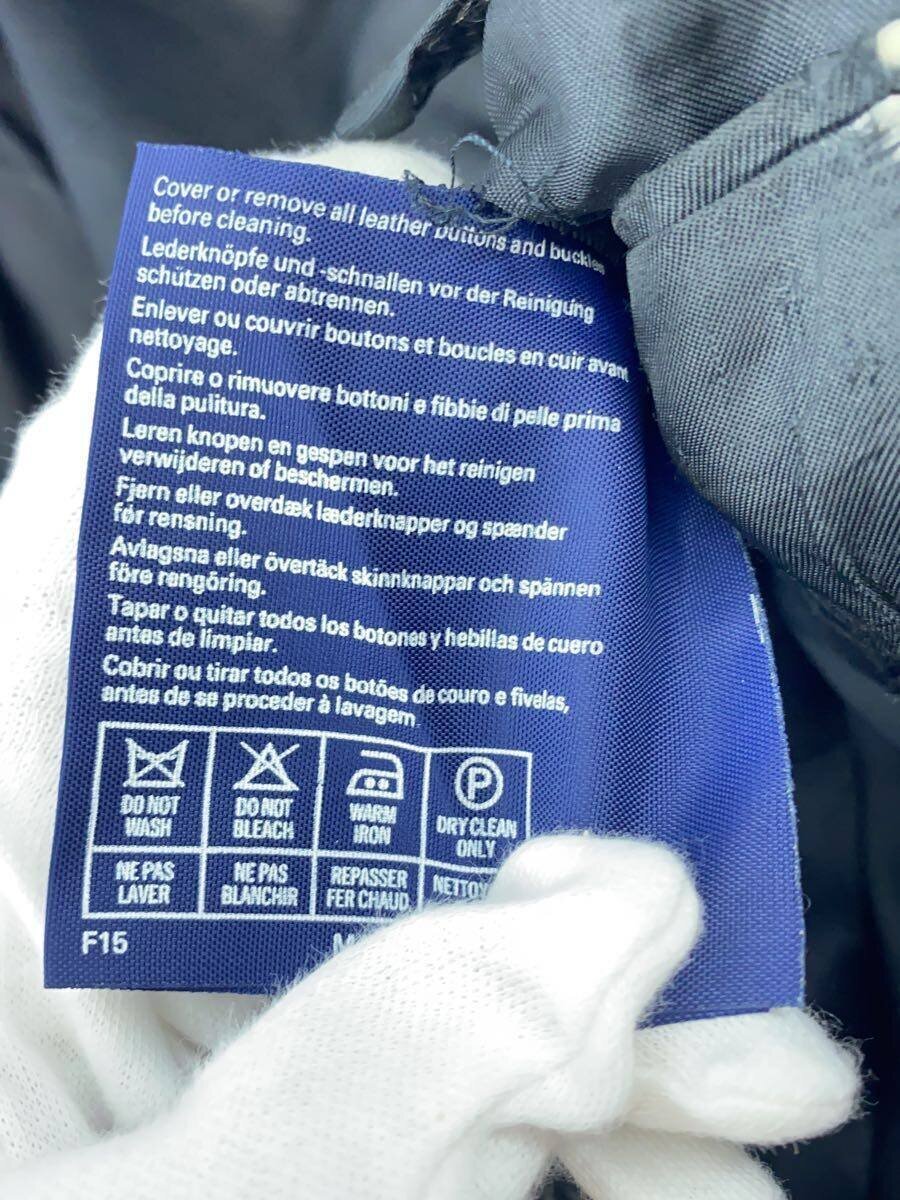 Cover or remove all leather buttons and buckles
before cleaning.
Lederknöpfe und -schnallen vor der Reinigung
schützen oder abtrennen.
Enlever ou couvrir boutons et boucles en cuir avant
nettoyage.
Coprire o rimuovere bottoni e fibbie di pelle prima
della pulitura.
Leren knopen en gespen voor het reinigen
verwijderen of beschermen.
Fjern eller overdæk læderknapper og spænder
før rensning.
Avlagsna eller övertäck skinnknappar och spännen
före rengöring.
Tapar o quitar todos los botones y hebillas de cuero
antes de limpiar.
Cobrir ou tirar todos os botões de couro e fivelas,
antes de se proceder à lavagem.
DO NOT
WASH
DO NOT
BLEACH
WARM
IRON
P
DRY CLEAN
ONLY
NE PAS
LAVER
NE PAS
BLANCHIR
REPASSER
FER CHAUD
F15